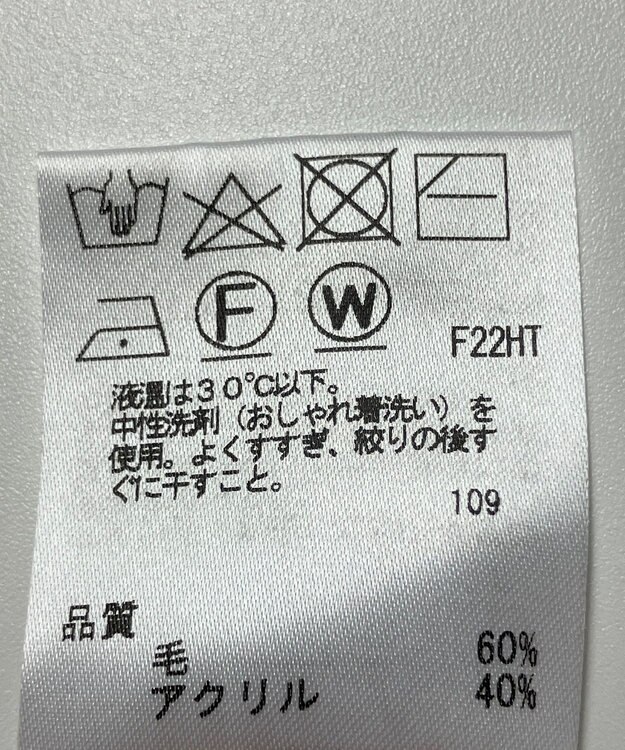 F W F22HT
液温は30℃以下。
中性洗剤（おしゃれ着洗い）を
使用。よくすすぎ、絞りの後す
ぐに干すこと。
109
品質
毛 60%
アクリル 40%